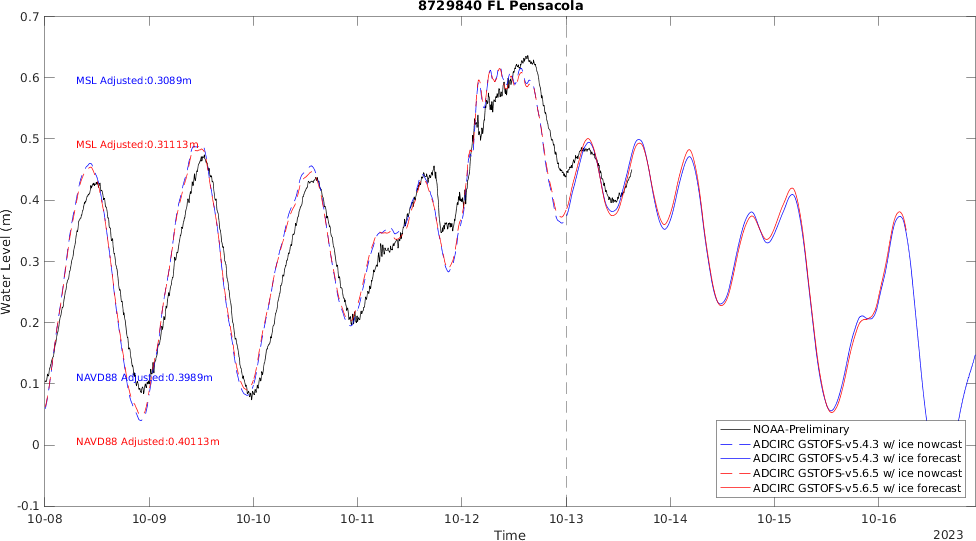 8729840 FL Pensacola
0.7
0.6
0.5
0.4
0.3
0.2
0.1
0
-0.1
Water Level (m)
MSL Adjusted:0.3089m
MSL Adjusted:0.31113m
NAVD88 Adjusted:0.3989m
NAVD88 Adjusted:0.40113m
NOAA-Preliminary
ADCIRC GSTOFS-v5.4.3 w/ ice nowcast
ADCIRC GSTOFS-v5.4.3 w/ ice forecast
ADCIRC GSTOFS-v5.6.5 w/ ice nowcast
ADCIRC GSTOFS-v5.6.5 w/ ice forecast
10-08 10-09 10-10 10-11 10-12 10-13 10-14 10-15 10-16
Time
2023